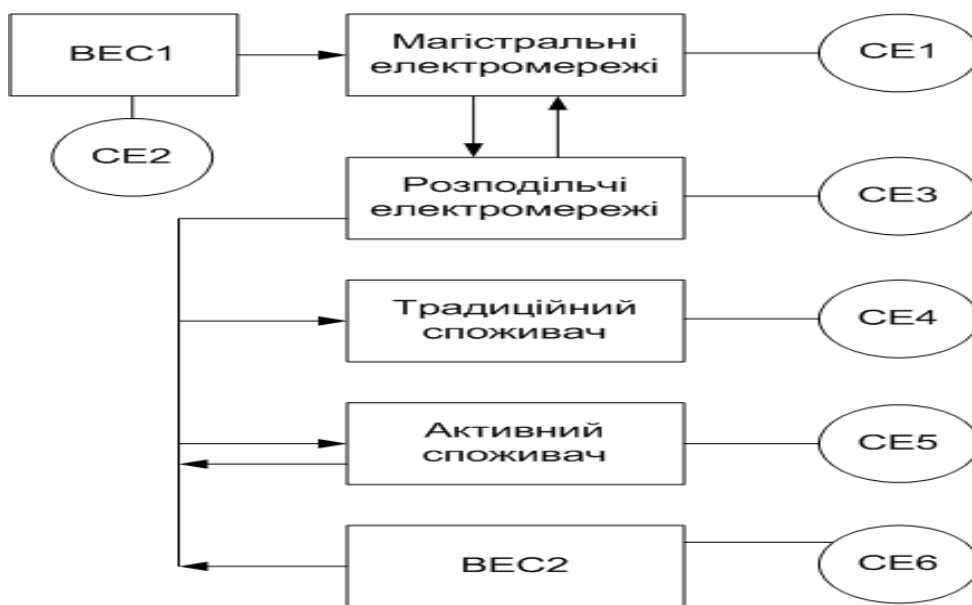 ВЕС1
Магістральні
електромережі
СЕ1
СЕ2
Розподільчі
електромережі
СЕ3
Традиційний
споживач
СЕ4
Активний
споживач
СЕ5
ВЕС2
СЕ6